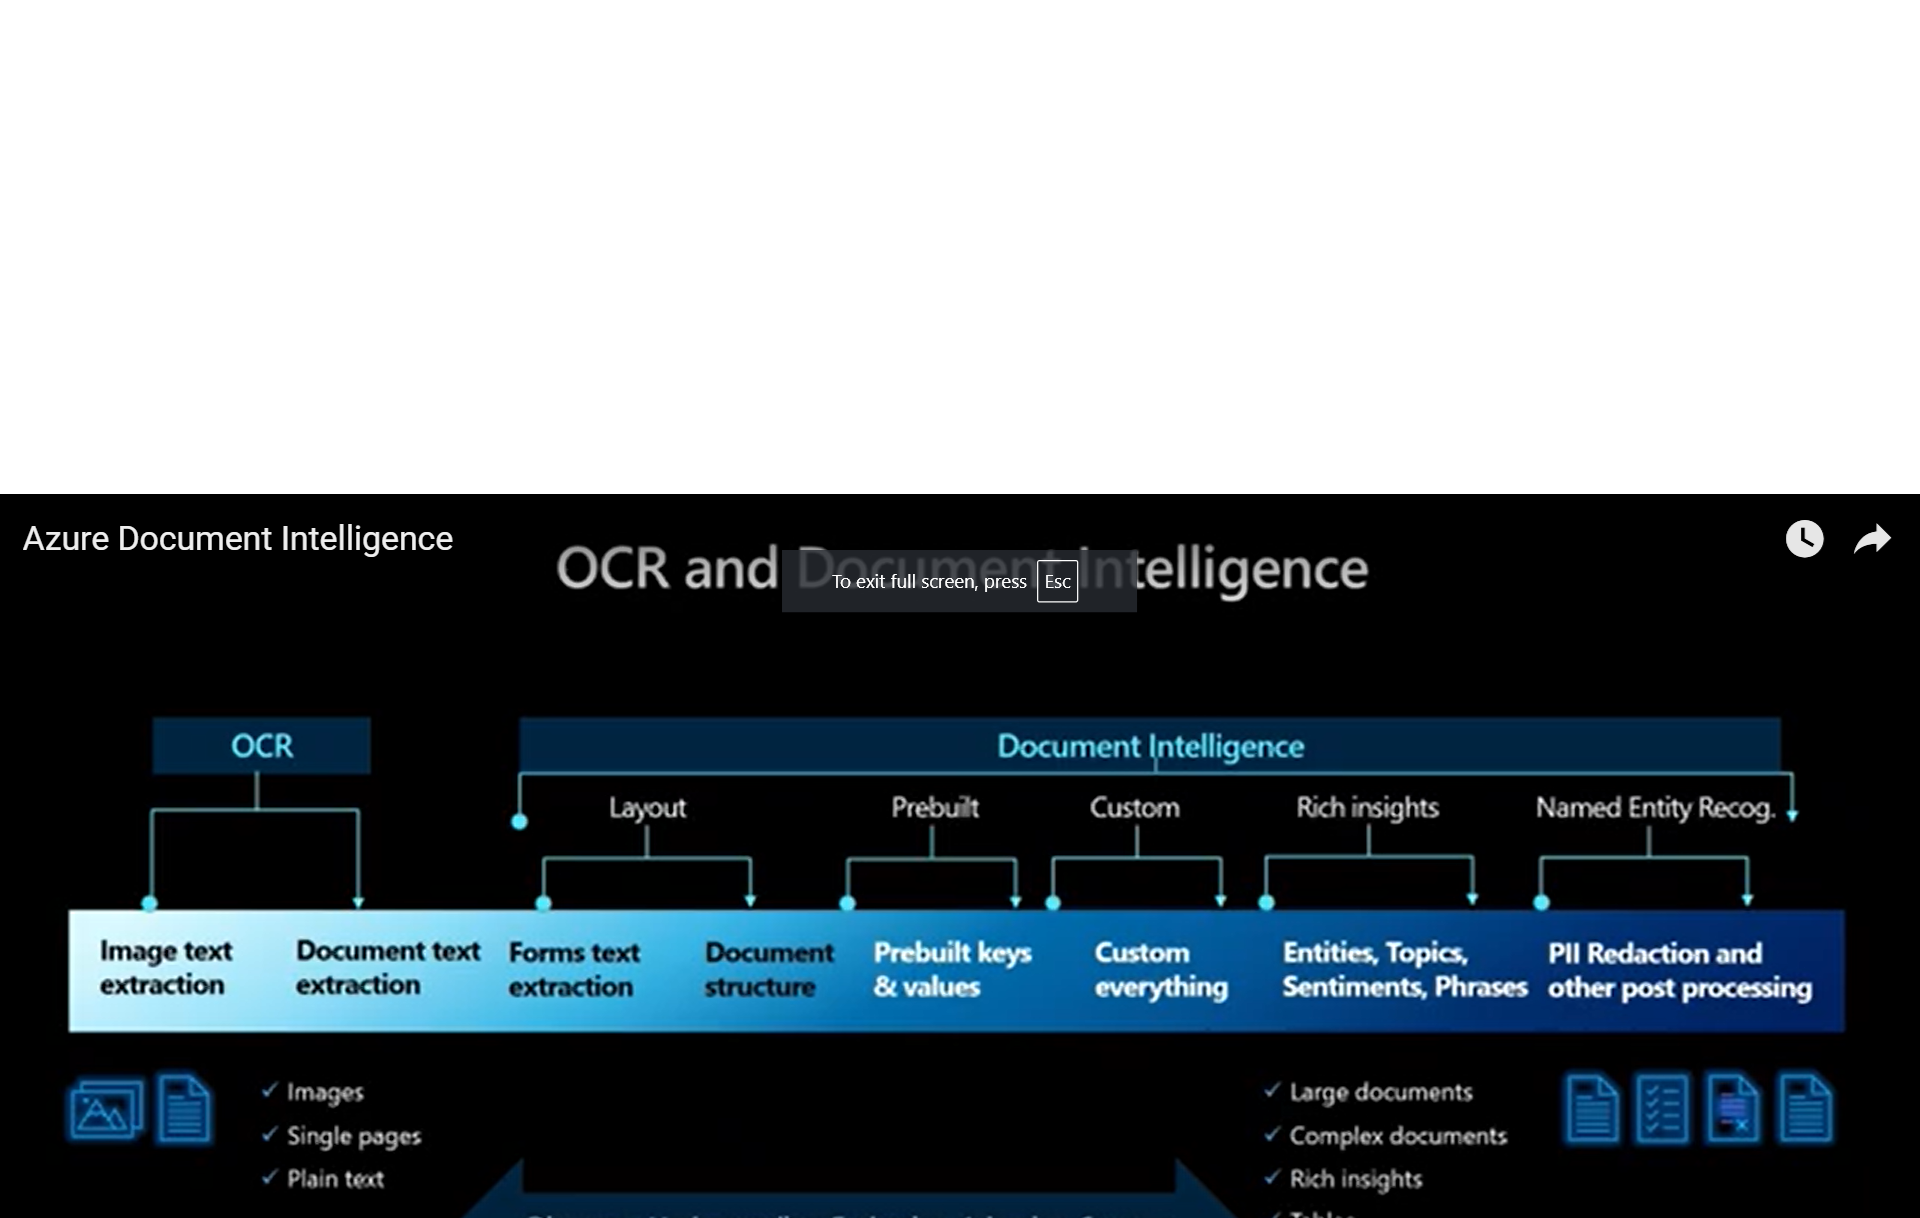 Azure Document Intelligence
OCR and Document Intelligence
To exit full screen, press Esc
OCR
Document Intelligence
Layout
Prebuilt
Custom
Rich insights
Named Entity Recog.
Image text
extraction
Document text
extraction
Forms text
extraction
Document
structure
Prebuilt keys
& values
Custom
everything
Entities, Topics,
Sentiments, Phrases
PII Redaction and
other post processing
✓ Images
✓ Single pages
✓ Plain text
✓ Large documents
✓ Complex documents
✓ Rich insights